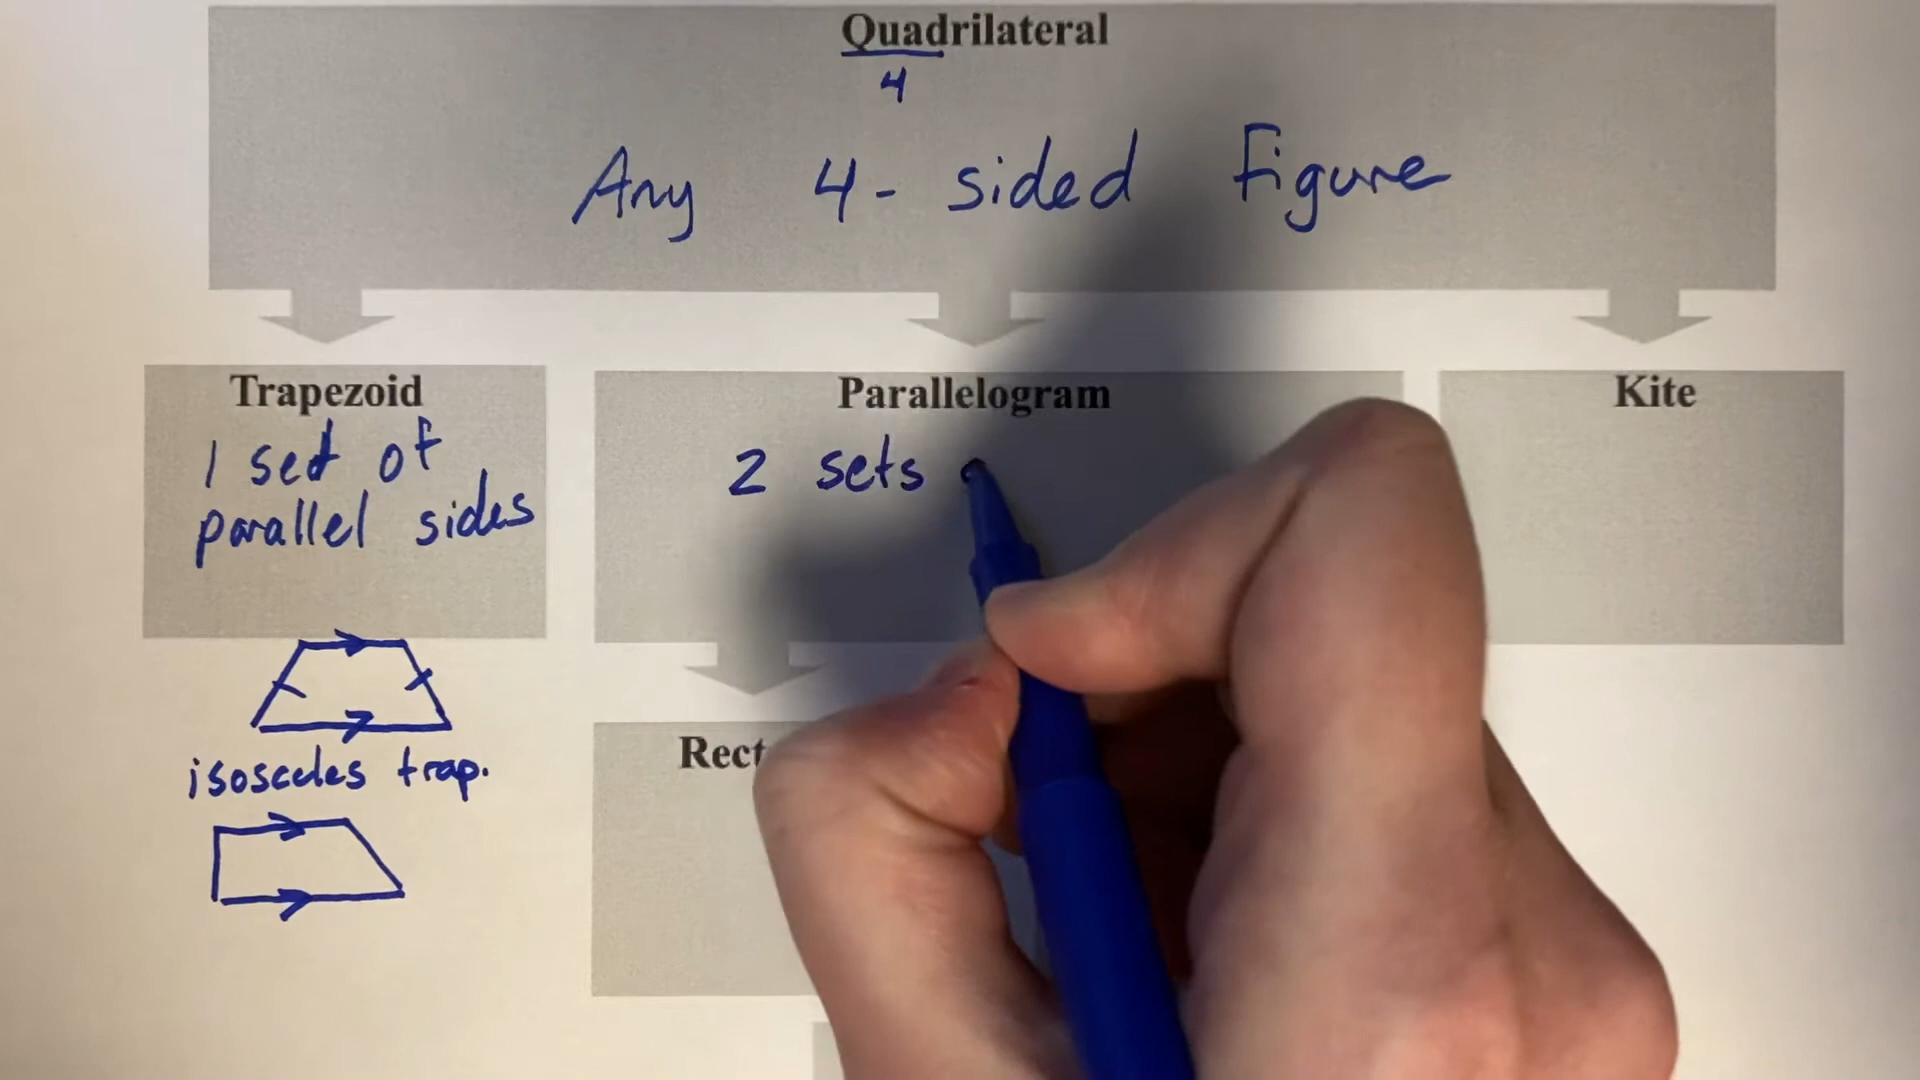 Quadrilateral
4
Any 4-sided figure
Trapezoid
1 set of
parallel sides
Parallelogram
2 sets
Kite
isosceles trap.
Rect